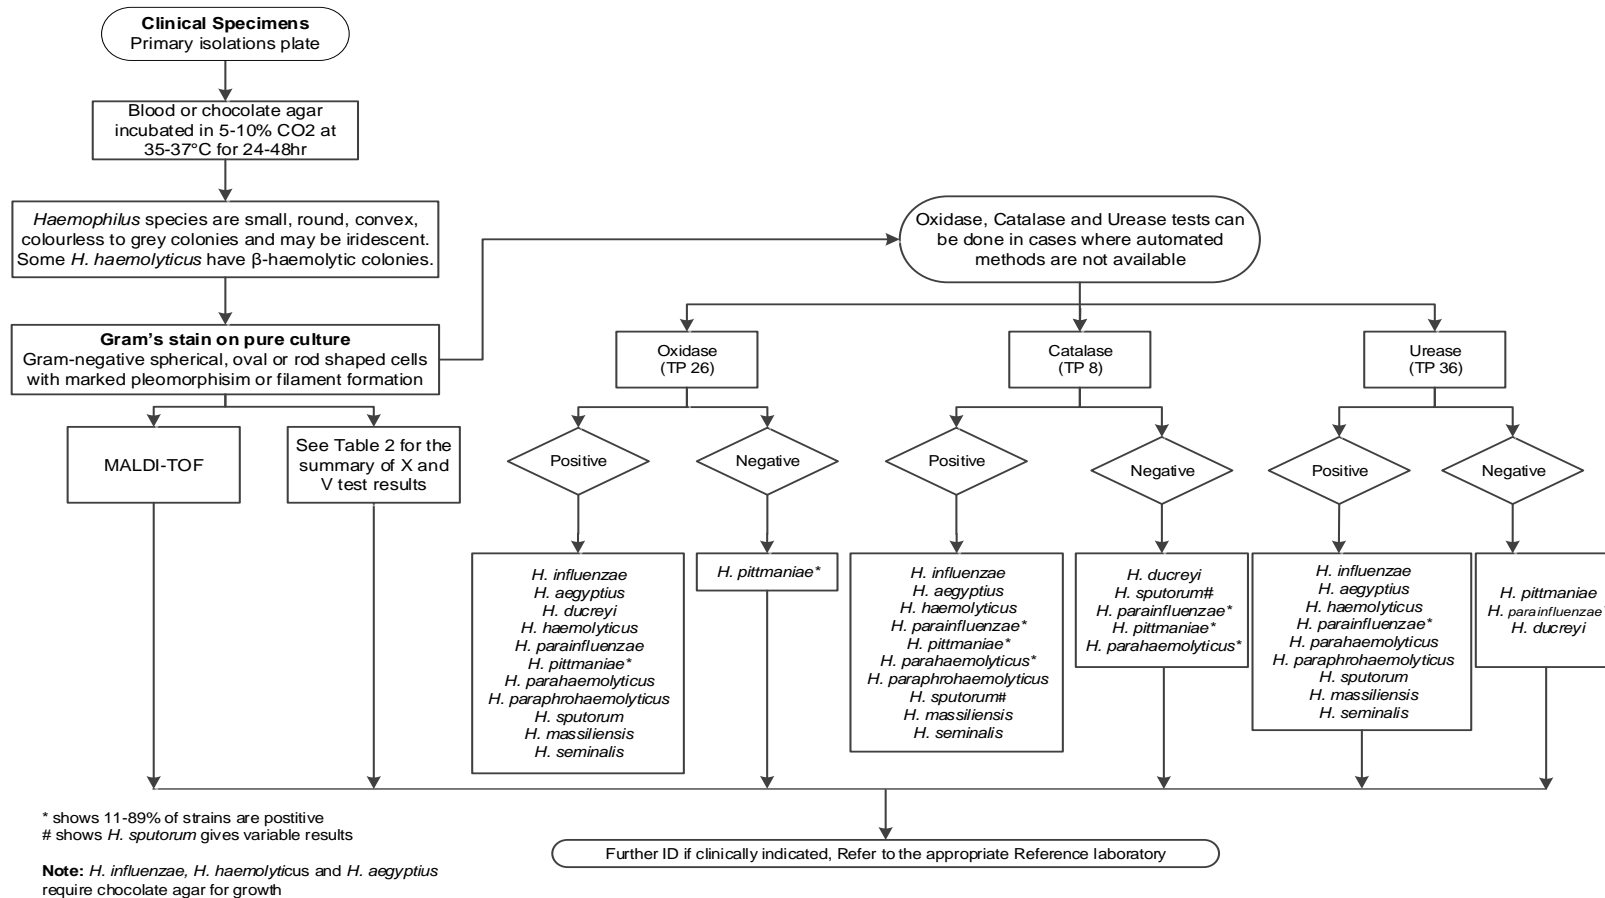 Clinical Specimens
Primary isolations plate
Blood or chocolate agar
incubated in 5-10% CO2 at
35-37°C for 24-48hr
Haemophilus species are small, round, convex,
colourless to grey colonies and may be iridescent.
Some H. haemolyticus have β-haemolytic colonies.
Gram's stain on pure culture
Gram-negative spherical, oval or rod shaped cells
with marked pleomorphisim or filament formation
MALDI-TOF
See Table 2 for the
summary of X and
V test results
Oxidase, Catalase and Urease tests can
be done in cases where automated
methods are not available
Oxidase
(TP 26)
Catalase
(TP 8)
Urease
(TP 36)
Positive
Negative
Positive
Negative
Positive
Negative
H. influenzae
H. aegyptius
H. ducreyi
H. haemolyticus
H. parainfluenzae
H. pittmaniae*
H. parahaemolyticus
H. paraphrohaemolyticus
H. sputorum
H. massiliensis
H. seminalis
H. pittmaniae*
H. influenzae
H. aegyptius
H. haemolyticus
H. parainfluenzae*
H. pittmaniae*
H. parahaemolyticus*
H. paraphrohaemolyticus
H. sputorum#
H. massiliensis
H. seminalis
H. ducreyi
H. sputorum#
H. parainfluenzae*
H. pittmaniae*
H. parahaemolyticus*
H. influenzae
H. aegyptius
H. haemolyticus
H. parainfluenzae*
H. parahaemolyticus
H. paraphrohaemolyticus
H. sputorum
H. massiliensis
H. seminalis
H. pittmaniae
H. parainfluenzae*
H. ducreyi
* shows 11-89% of strains are postitive
# shows H. sputorum gives variable results
Note: H. influenzae, H. haemolyticus and H. aegyptius
require chocolate agar for growth
Further ID if clinically indicated, Refer to the appropriate Reference laboratory